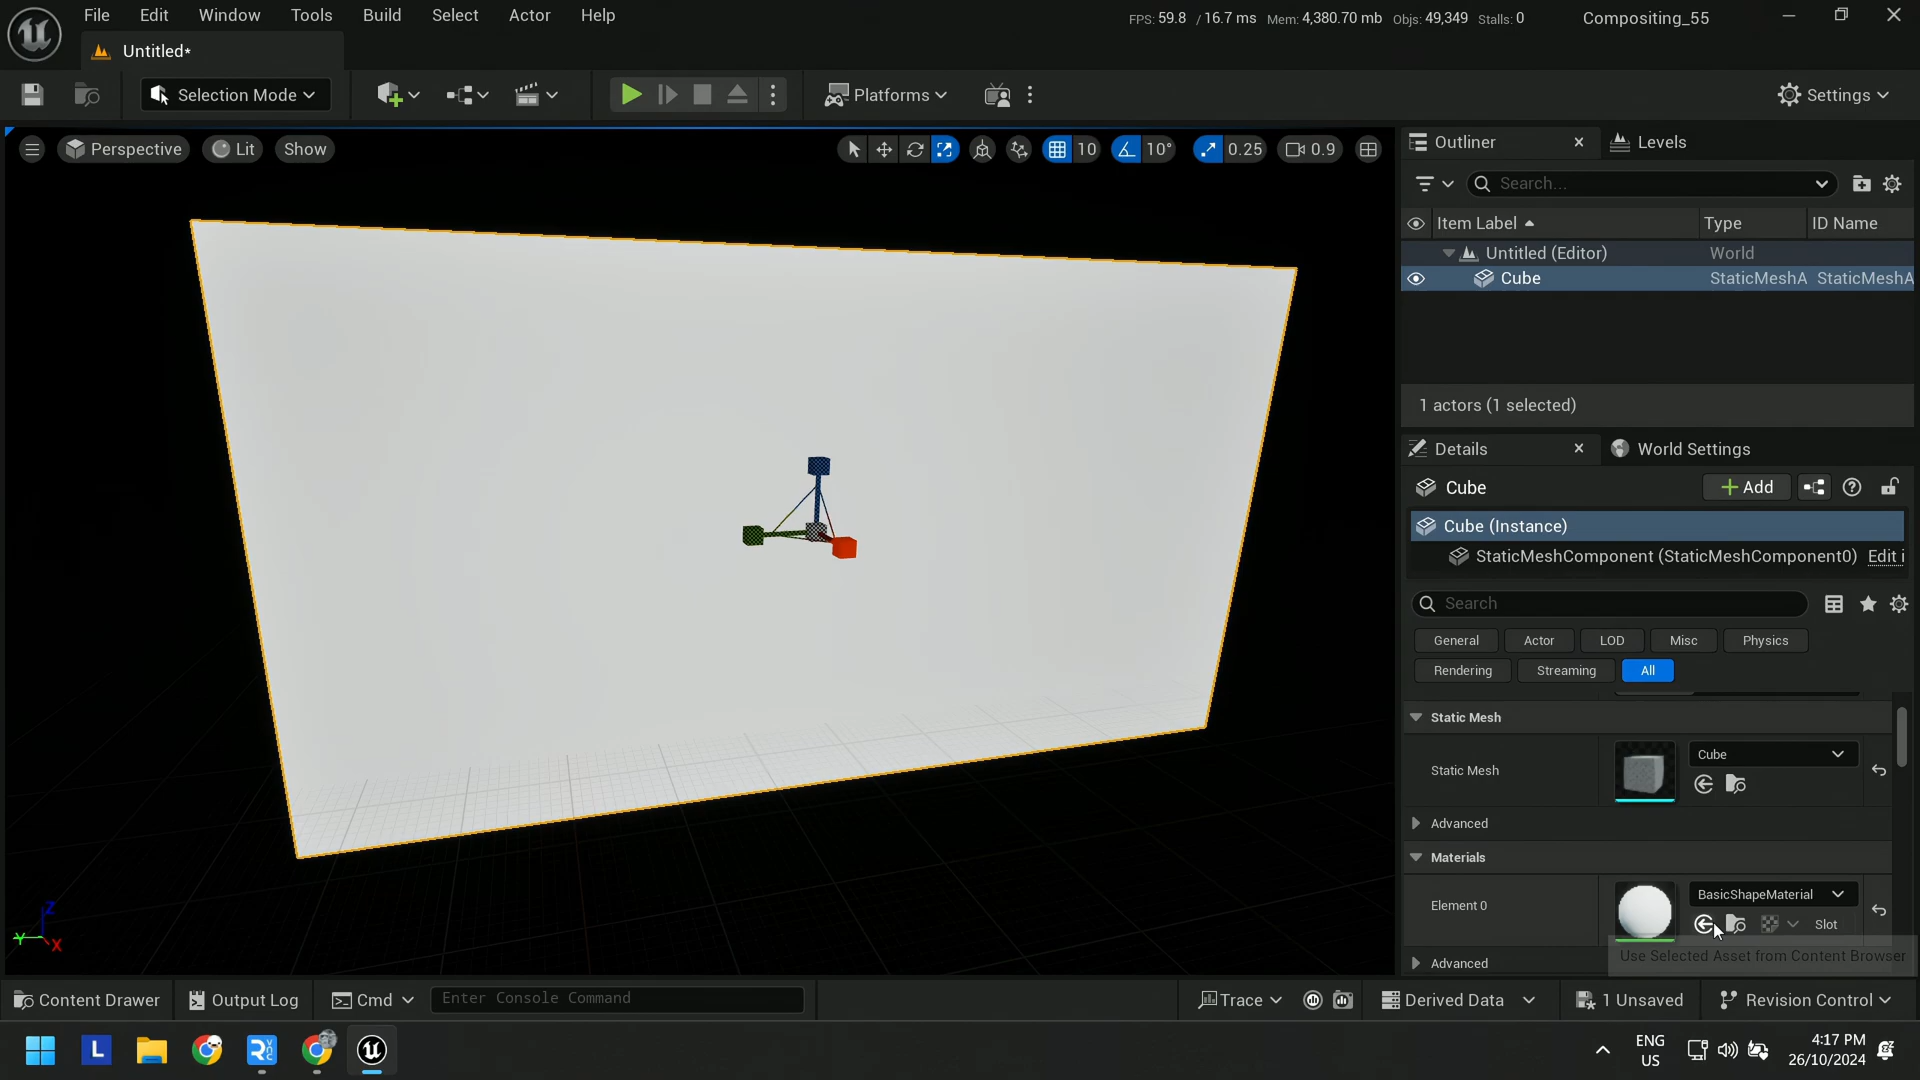 File Edit Window Tools Build Select Actor Help
FPS: 59.8 / 16.7 ms Mem: 4,380.70 mb Objs: 49,349 Stalls: 0 Compositing_55
Untitled*
Selection Mode Platforms Settings
Perspective Lit Show 10 10° 0.25 0.9
Outliner Levels
Search...
Item Label Type ID Name
Untitled (Editor) World
Cube StaticMeshA StaticMeshA
1 actors (1 selected)
Details World Settings
Cube + Add
Cube (Instance)
StaticMeshComponent (StaticMeshComponent0) Edit i
Search
General Actor LOD Misc Physics
Rendering Streaming All
Static Mesh
Cube
Static Mesh
Advanced
Materials
BasicShapeMaterial
Element 0
Slot
Use Selected Asset from Content Browser
Advanced
Z
Y X
Content Drawer Output Log Cmd Enter Console Command Trace Derived Data 1 Unsaved Revision Control
L
ENG
US
4:17 PM
26/10/2024